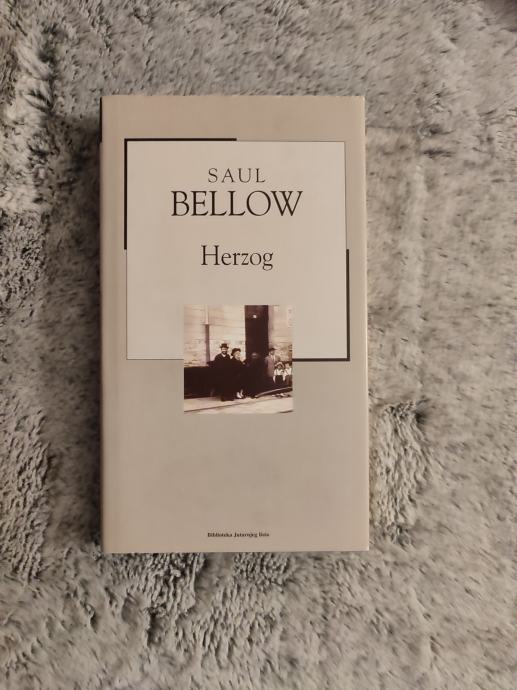 SAUL
BELLOW
Herzog
Biblioteka Jutarnjeg lista